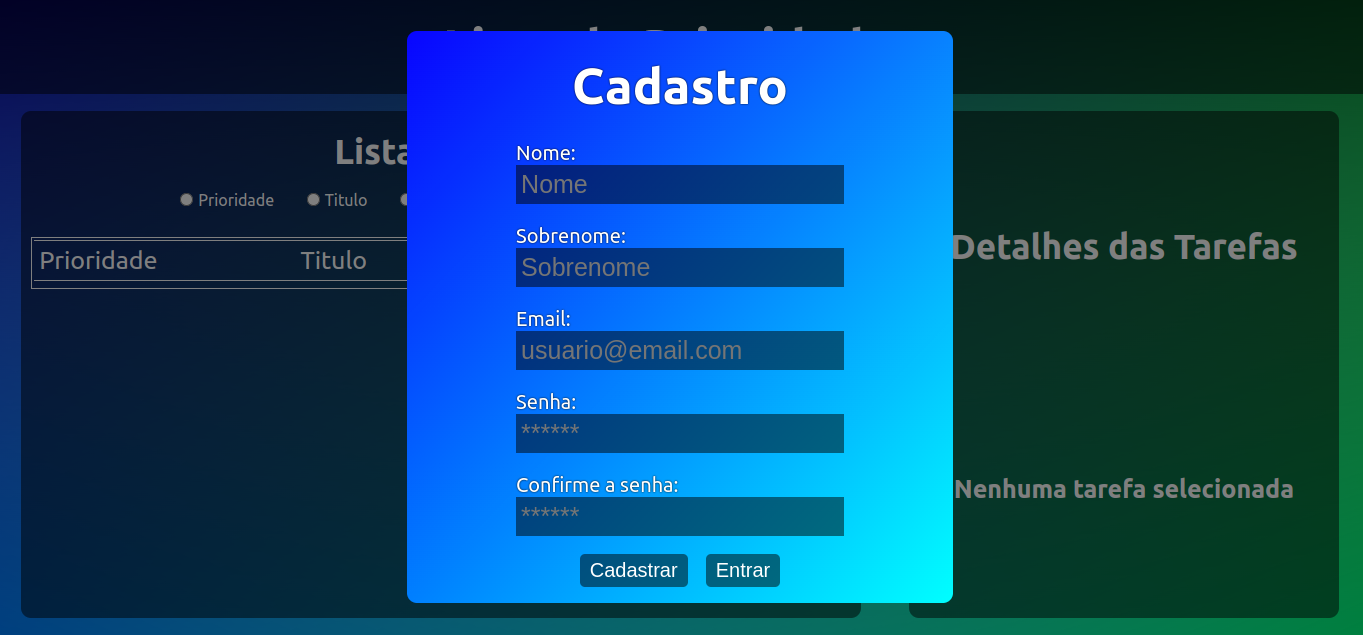 Cadastro
Nome:
Nome
Sobrenome:
Sobrenome
Email:
usuario@email.com
Senha:
******
Confirme a senha:
******
Cadastrar Entrar
Lista
Prioridade Titulo
Prioridade Titulo
Detalhes das Tarefas
Nenhuma tarefa selecionada